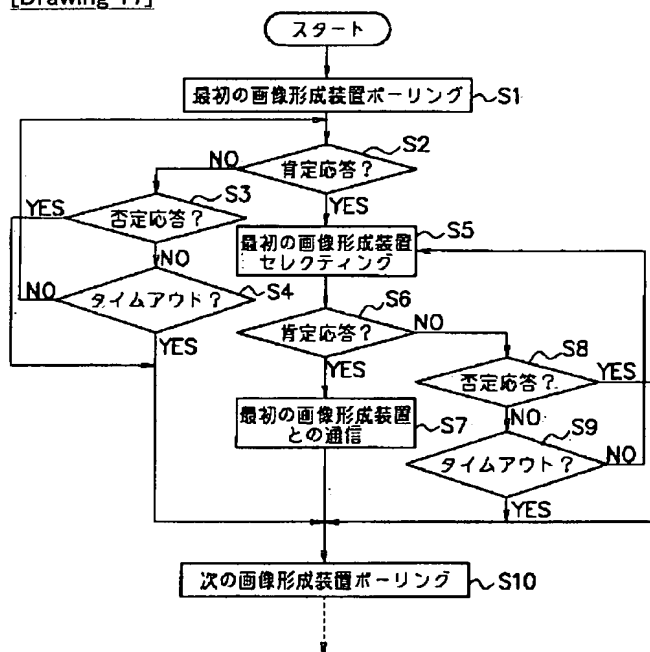 [Drawing 17]
スタート
最初の画像形成装置ポーリング
S1
肯定応答?
S2
NO
YES
否定応答?
S3
YES
NO
タイムアウト?
S4
NO
YES
最初の画像形成装置
セレクティング
S5
肯定応答?
S6
NO
YES
最初の画像形成装置
との通信
S7
否定応答?
S8
YES
NO
タイムアウト?
S9
NO
YES
次の画像形成装置ポーリング
S10